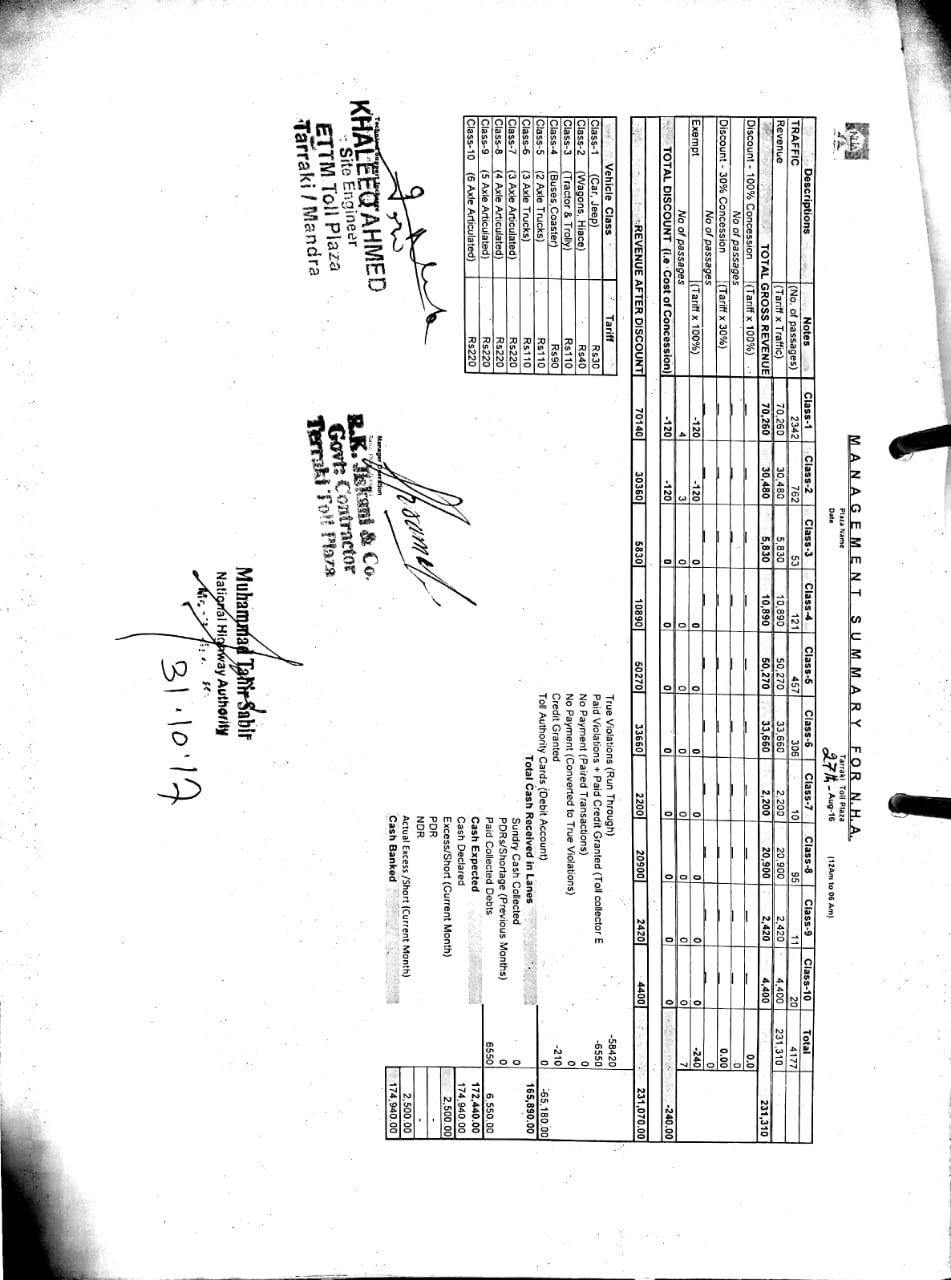 NHA
MANAGEMENT SUMMARY FOR N.H.A.
Plaza Name Tarraki Toll Plaza
Date 27th - Aug-16 (12Am to 06 Am)
Descriptions Notes Class-1 Class-2 Class-3 Class-4 Class-5 Class-6 Class-7 Class-8 Class-9 Class-10 Total
TRAFFIC (No. of passages) 2342 762 53 121 457 306 10 95 11 20 4177
Revenue (Tariff x Traffic) 70,260 30,480 5,830 10,890 50,270 33,660 2,200 20,900 2,420 4,400 231,310
TOTAL GROSS REVENUE 70,260 30,480 5,830 10,890 50,270 33,660 2,200 20,900 2,420 4,400 231,310
Discount - 100% Concession (Tariff x 100%) — — — — — — — — — — 0.0
No of passages — — — — — — — — — — 0
Discount - 30% Concession (Tariff x 30%) — — — — — — — — — — 0.00
No of passages — — — — — — — — — — 0
Exempt (Tariff x 100%) -120 -120 0 0 0 0 0 0 0 0 -240
No of passages 4 3 0 0 0 0 0 0 0 0 7
TOTAL DISCOUNT (i.e Cost of Concession) -120 -120 0 0 0 0 0 0 0 0 -240.00
REVENUE AFTER DISCOUNT 70140 30360 5830 10890 50270 33660 2200 20900 2420 4400 231,070.00
Vehicle Class Tariff
Class-1 (Car, Jeep) Rs30
Class-2 (Wagons, Hiace) Rs40
Class-3 (Tractor & Trolly) Rs110
Class-4 (Buses,Coaster) Rs90
Class-5 (2 Axle Trucks) Rs110
Class-6 (3 Axle Trucks) Rs110
Class-7 (3 Axle Articulated) Rs220
Class-8 (4 Axle Articulated) Rs220
Class-9 (5 Axle Articulated) Rs220
Class-10 (6 Axle Articulated) Rs220
True Violations (Run Through) -58420
Paid Violations + Paid Credit Granted (Toll collector E -6550
No Payment (Paired Transactions) 0
No Payment (Converted to True Violations) 0
Credit Granted -210
Toll Authority Cards (Debit Account) 0 -65,180.00
Total Cash Received in Lanes 165,890.00
Sundry Cash Collected 0
PDRs/Shortage (Previous Months) 0
Paid Collected Debts 6550 6,550.00
Cash Expected 172,440.00
Cash Declared 174,940.00
Excess/Short (Current Month) 2,500.00
PDR -
NDR -
Actual Excess /Short (Current Month) 2,500.00
Cash Banked 174,940.00
KHALEEQ AHMED
Site Engineer
ETTM Toll Plaza
Tarraki / Mandra
Manager Operation
R.K. & Co.
Govt: Contractor
Terraki Toll Plaza
Muhammad Tahir Sabir
National Highway Authority
31.10.17